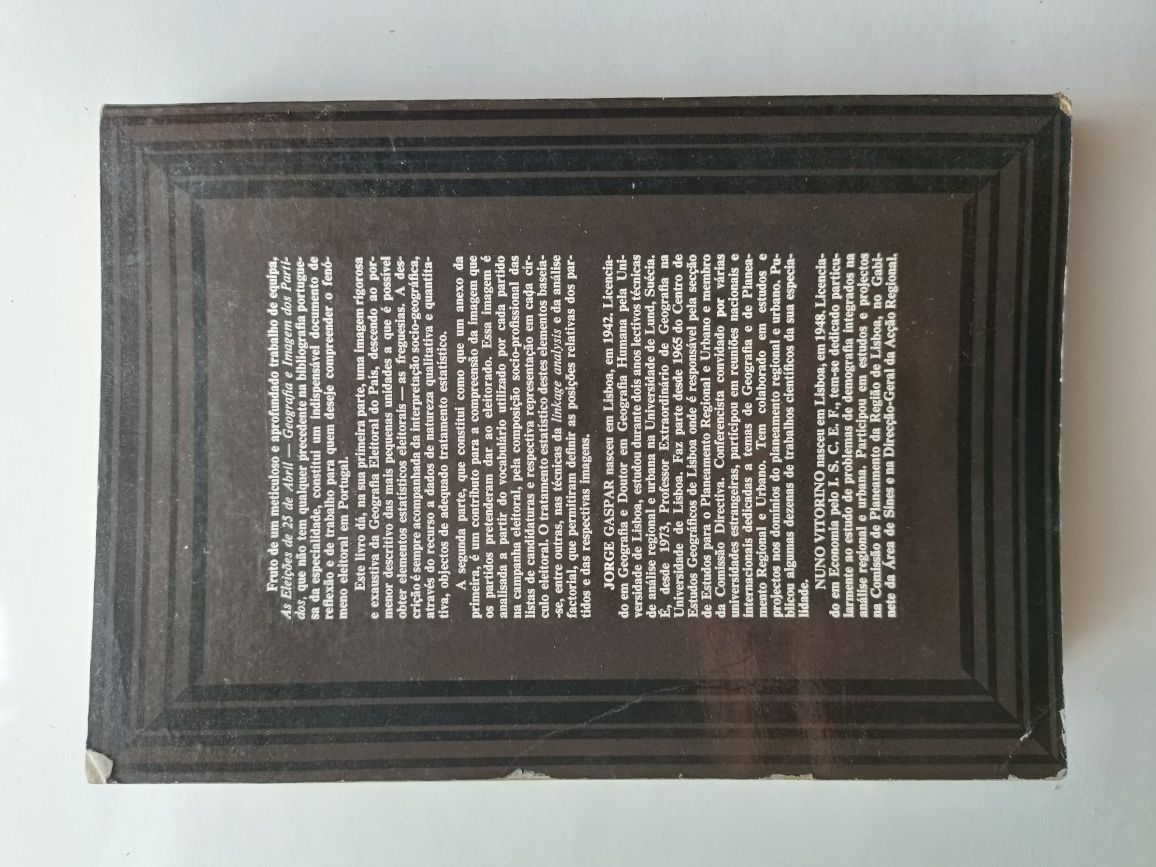 Fruto de um meticuloso e aprofundado trabalho de equipa,
As Eleições de 25 de Abril — Geografia e Imagem dos Parti-
dos, que não tem qualquer precedente na bibliografia portugue-
sa da especialidade, constitui um indispensável documento de
reflexão e de trabalho para quem deseje compreender o fenó-
meno eleitoral em Portugal.
Este livro dá, na sua primeira parte, uma imagem rigorosa
e exaustiva da Geografia Eleitoral do País, descendo ao por-
menor descritivo das mais pequenas unidades a que é possível
obter elementos estatísticos eleitorais — as freguesias. A des-
crição é sempre acompanhada da interpretação socio-geográfica,
através do recurso a dados de natureza qualitativa e quantita-
tiva, objectos de adequado tratamento estatístico.
A segunda parte, que constitui como que um anexo da
primeira, é um contributo para a compreensão da imagem que
os partidos pretenderam dar ao eleitorado. Essa imagem é
analisada a partir do vocabulário utilizado por cada partido
na campanha eleitoral, pela composição socio-profissional das
listas de candidaturas e respectiva representação em cada cír-
culo eleitoral. O tratamento estatístico destes elementos baseia-
-se, entre outras, nas técnicas da linkage analysis e da análise
factorial, que permitiram definir as posições relativas dos par-
tidos e das respectivas imagens.
JORGE GASPAR nasceu em Lisboa, em 1942. Licencia-
do em Geografia e Doutor em Geografia Humana pela Uni-
versidade de Lisboa, estudou durante dois anos lectivos técnicas
de análise regional e urbana na Universidade de Lund, Suécia.
É, desde 1973, Professor Extraordinário de Geografia na
Universidade de Lisboa. Faz parte desde 1965 do Centro de
Estudos Geográficos de Lisboa onde é responsável pela secção
de Estudos para o Planeamento Regional e Urbano e membro
da Comissão Directiva. Conferencista convidado por várias
universidades estrangeiras, participou em reuniões nacionais e
internacionais dedicadas a temas de Geografia e de Planea-
mento Regional e Urbano. Tem colaborado em estudos e
projectos nos domínios do planeamento regional e urbano. Pu-
blicou algumas dezenas de trabalhos científicos da sua especia-
lidade.
NUNO VITORINO nasceu em Lisboa, em 1948. Licencia-
do em Economia pelo I. S. C. E. F., tem-se dedicado particu-
larmente ao estudo de problemas de demografia integrados na
análise regional e urbana. Participou em estudos e projectos
na Comissão de Planeamento da Região de Lisboa, no Gabi-
nete da Área de Sines e na Direcção-Geral da Acção Regional.